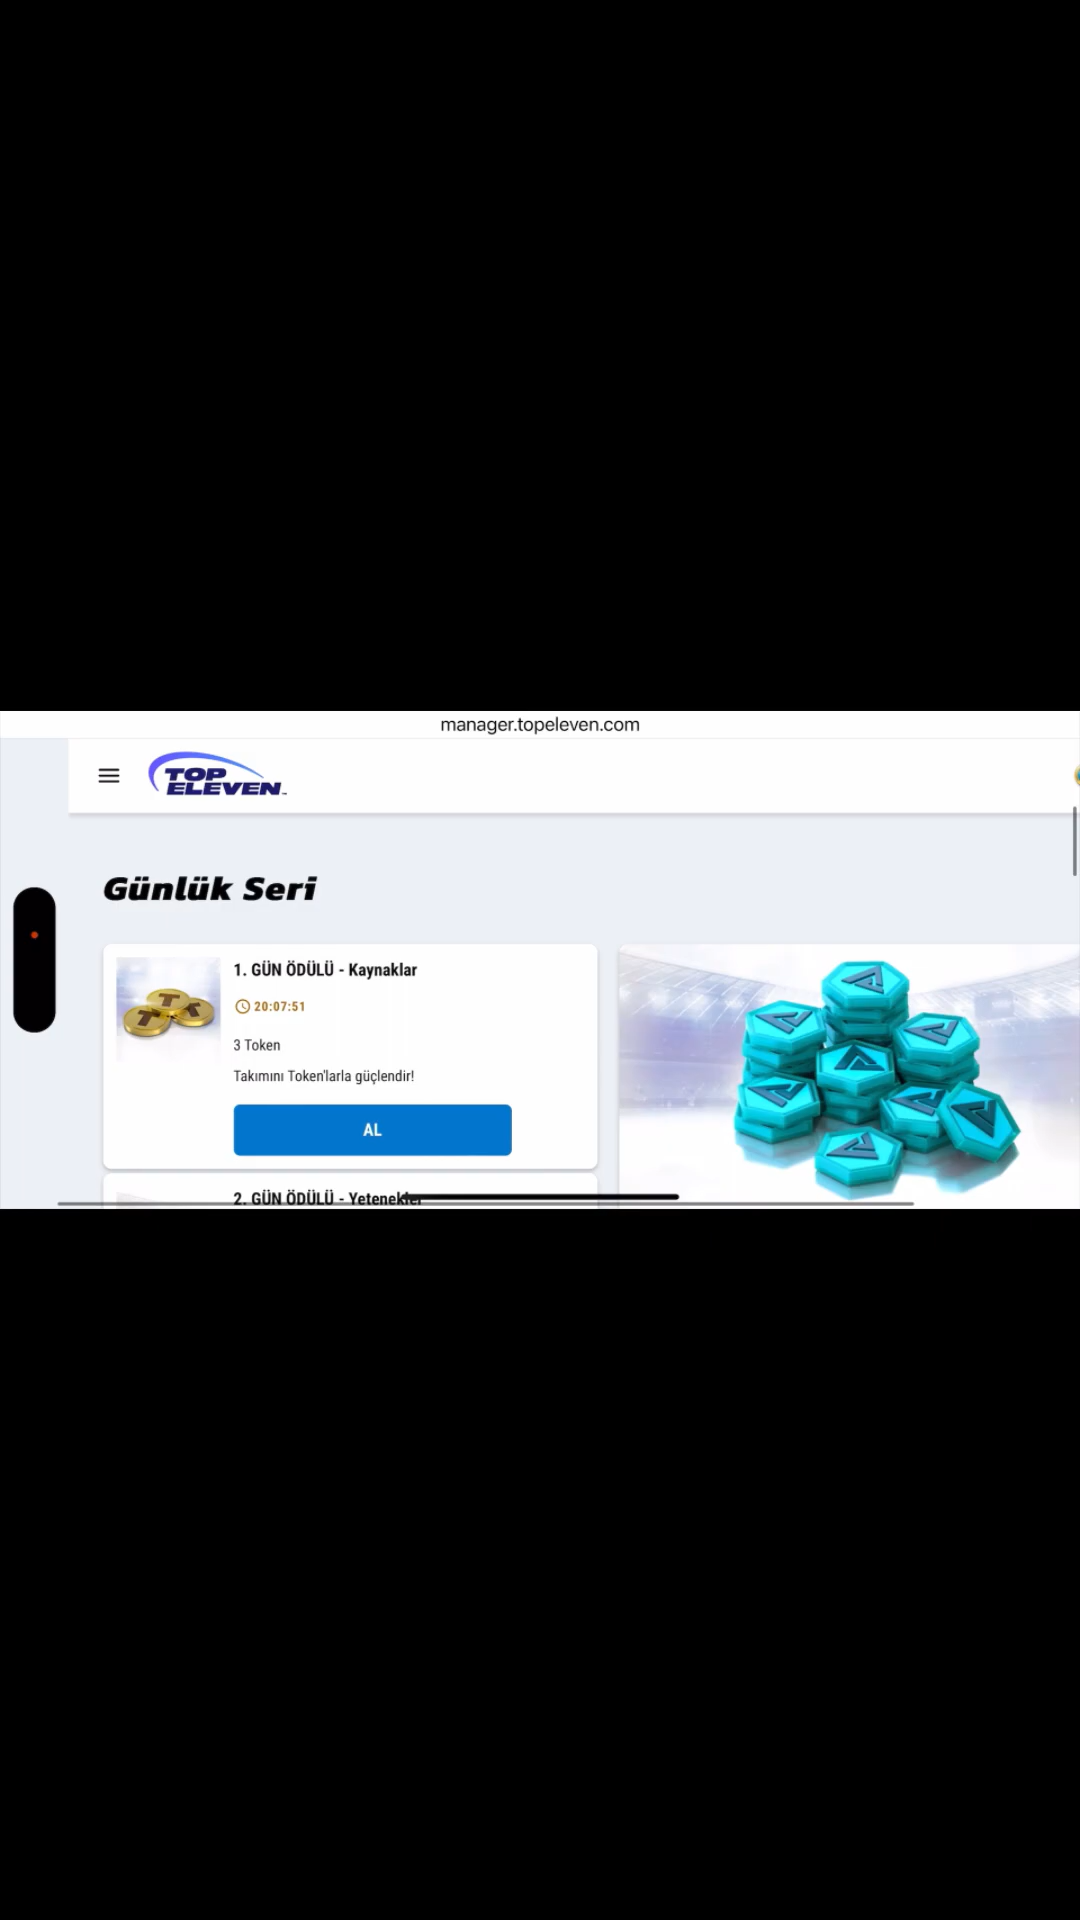 manager.topeleven.com
TOP
ELEVEN™
Günlük Seri
1. GÜN ÖDÜLÜ - Kaynaklar
20:07:51
3 Token
Takımını Token'larla güçlendir!
AL
2. GÜN ÖDÜLÜ - Yetenekler